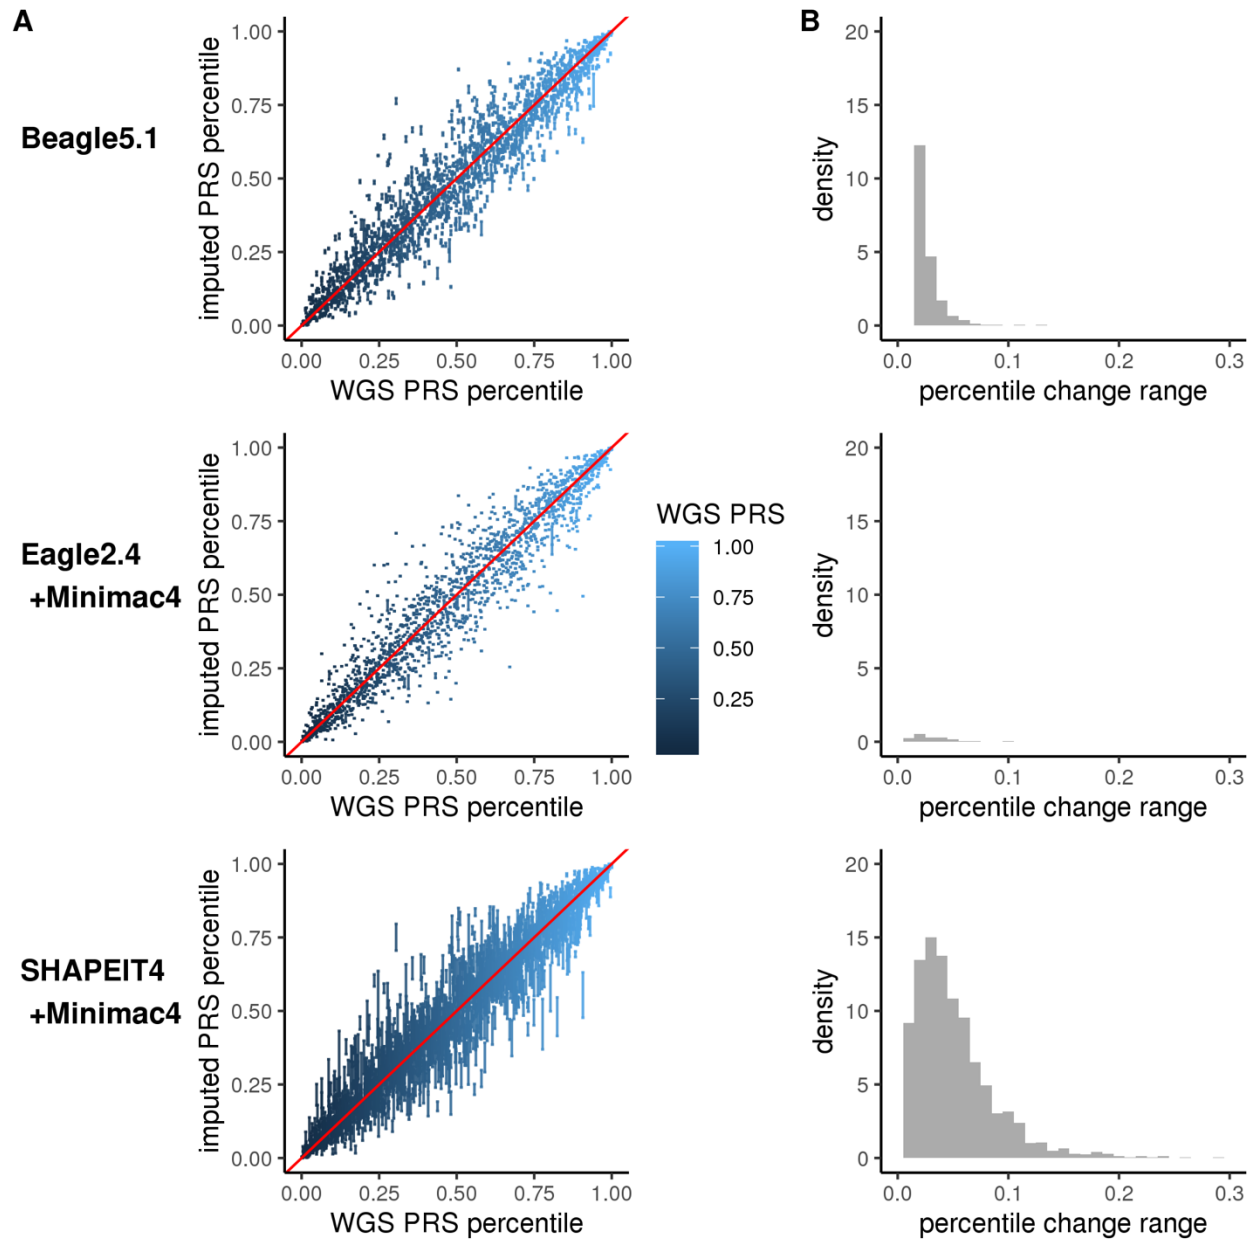 A
B
Beagle5.1
imputed PRS percentile
1.00
0.75
0.50
0.25
0.00
0.00 0.25 0.50 0.75 1.00
WGS PRS percentile
density
20
15
10
5
0
0.0 0.1 0.2 0.3
percentile change range
Eagle2.4
+Minimac4
imputed PRS percentile
1.00
0.75
0.50
0.25
0.00
0.00 0.25 0.50 0.75 1.00
WGS PRS percentile
WGS PRS
1.00
0.75
0.50
0.25
density
20
15
10
5
0
0.0 0.1 0.2 0.3
percentile change range
SHAPEIT4
+Minimac4
imputed PRS percentile
1.00
0.75
0.50
0.25
0.00
0.00 0.25 0.50 0.75 1.00
WGS PRS percentile
density
20
15
10
5
0
0.0 0.1 0.2 0.3
percentile change range